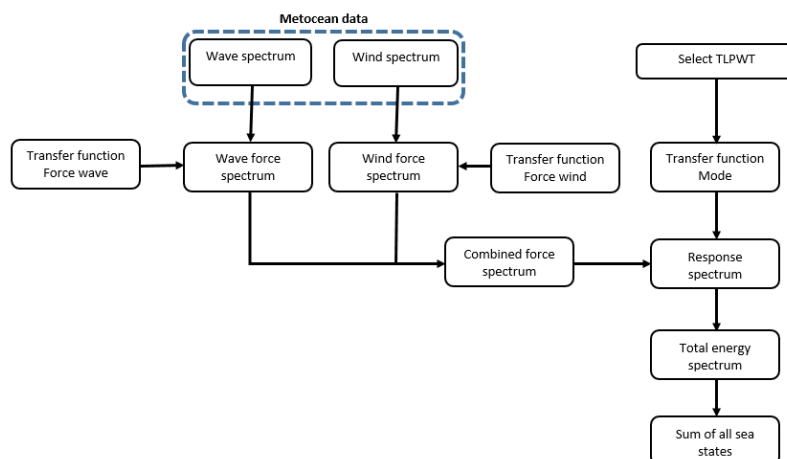 Metocean data
Wave spectrum
Wind spectrum
Select TLPWT
Transfer function
Force wave
Wave force
spectrum
Wind force
spectrum
Transfer function
Force wind
Transfer function
Mode
Combined force
spectrum
Response
spectrum
Total energy
spectrum
Sum of all sea
states